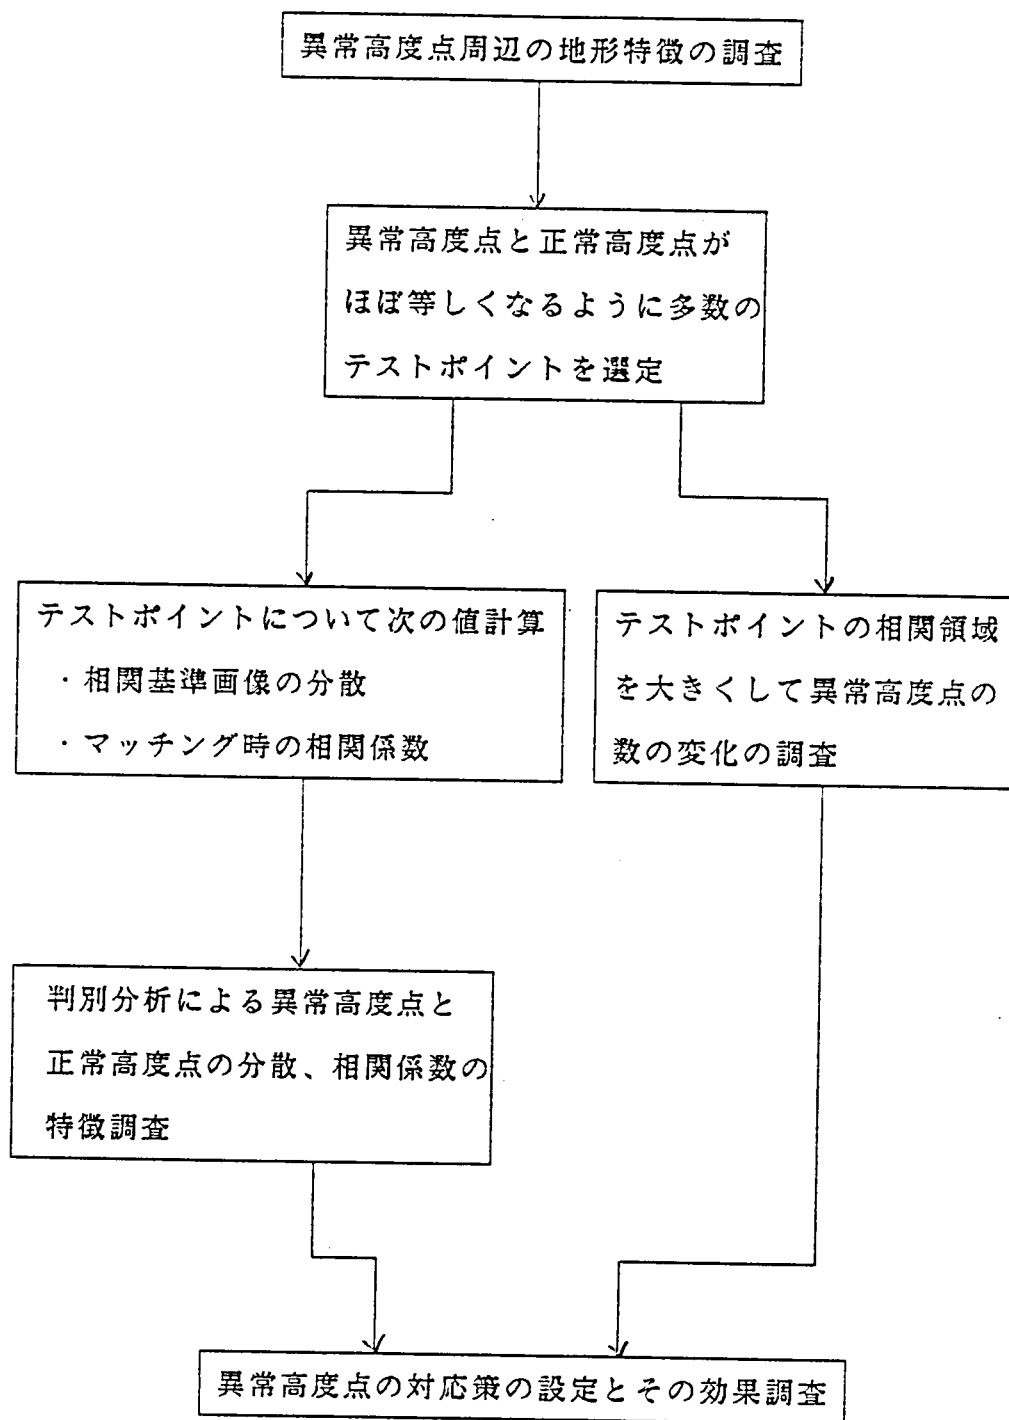 異常高度点周辺の地形特徴の調査
異常高度点と正常高度点が
ほぼ等しくなるように多数の
テストポイントを選定
テストポイントについて次の値計算
・相関基準画像の分散
・マッチング時の相関係数
テストポイントの相関領域
を大きくして異常高度点の
数の変化の調査
判別分析による異常高度点と
正常高度点の分散、相関係数の
特徴調査
異常高度点の対応策の設定とその効果調査